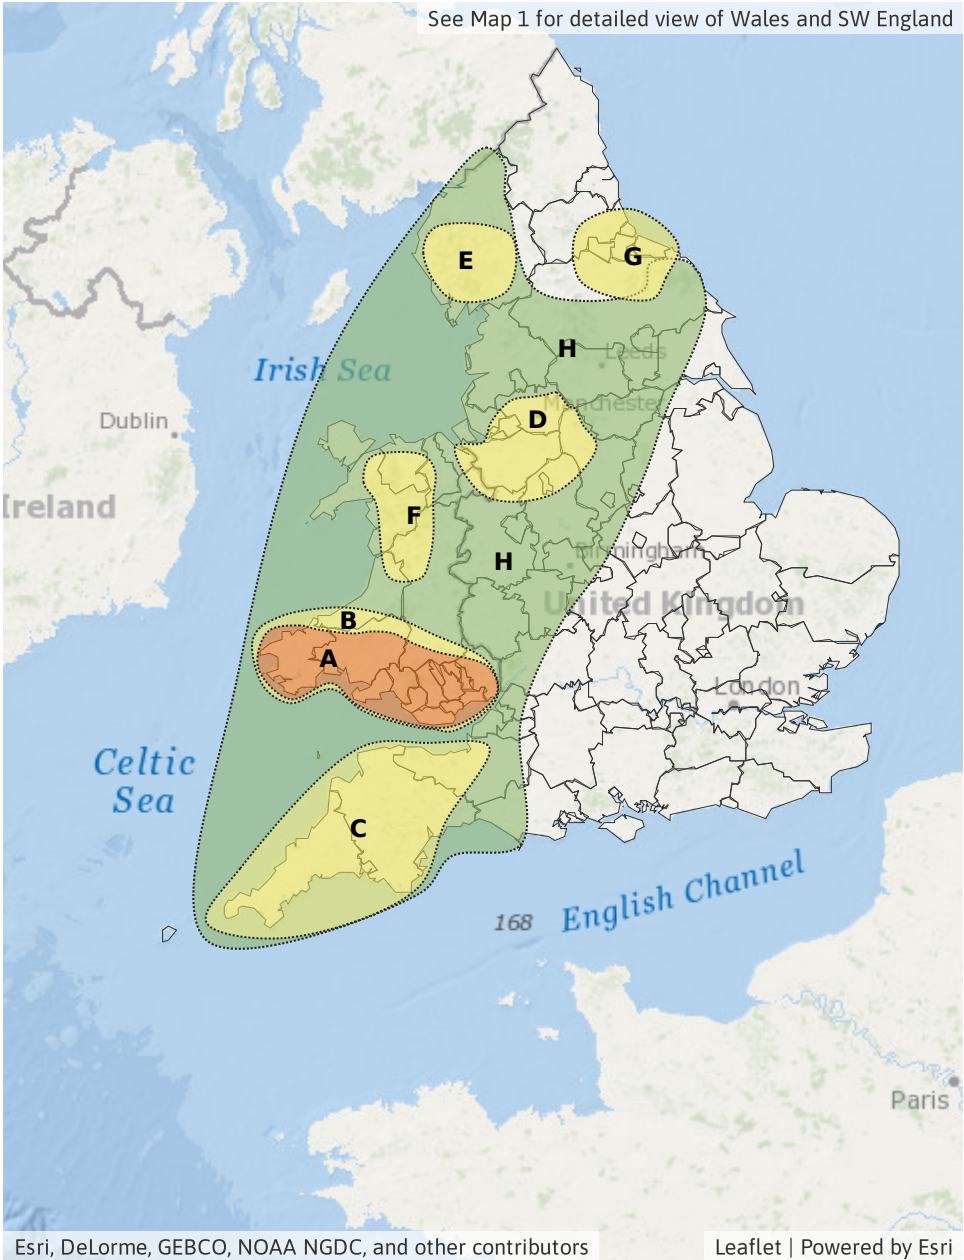 See Map 1 for detailed view of Wales and SW England
E
G
H
Leeds
Irish Sea
Manchester
Dublin
D
Ireland
F
Birmingham
H
United Kingdom
B
A
London
Celtic
Sea
C
168
English Channel
Paris
Esri, DeLorme, GEBCO, NOAA NGDC, and other contributors
Leaflet | Powered by Esri